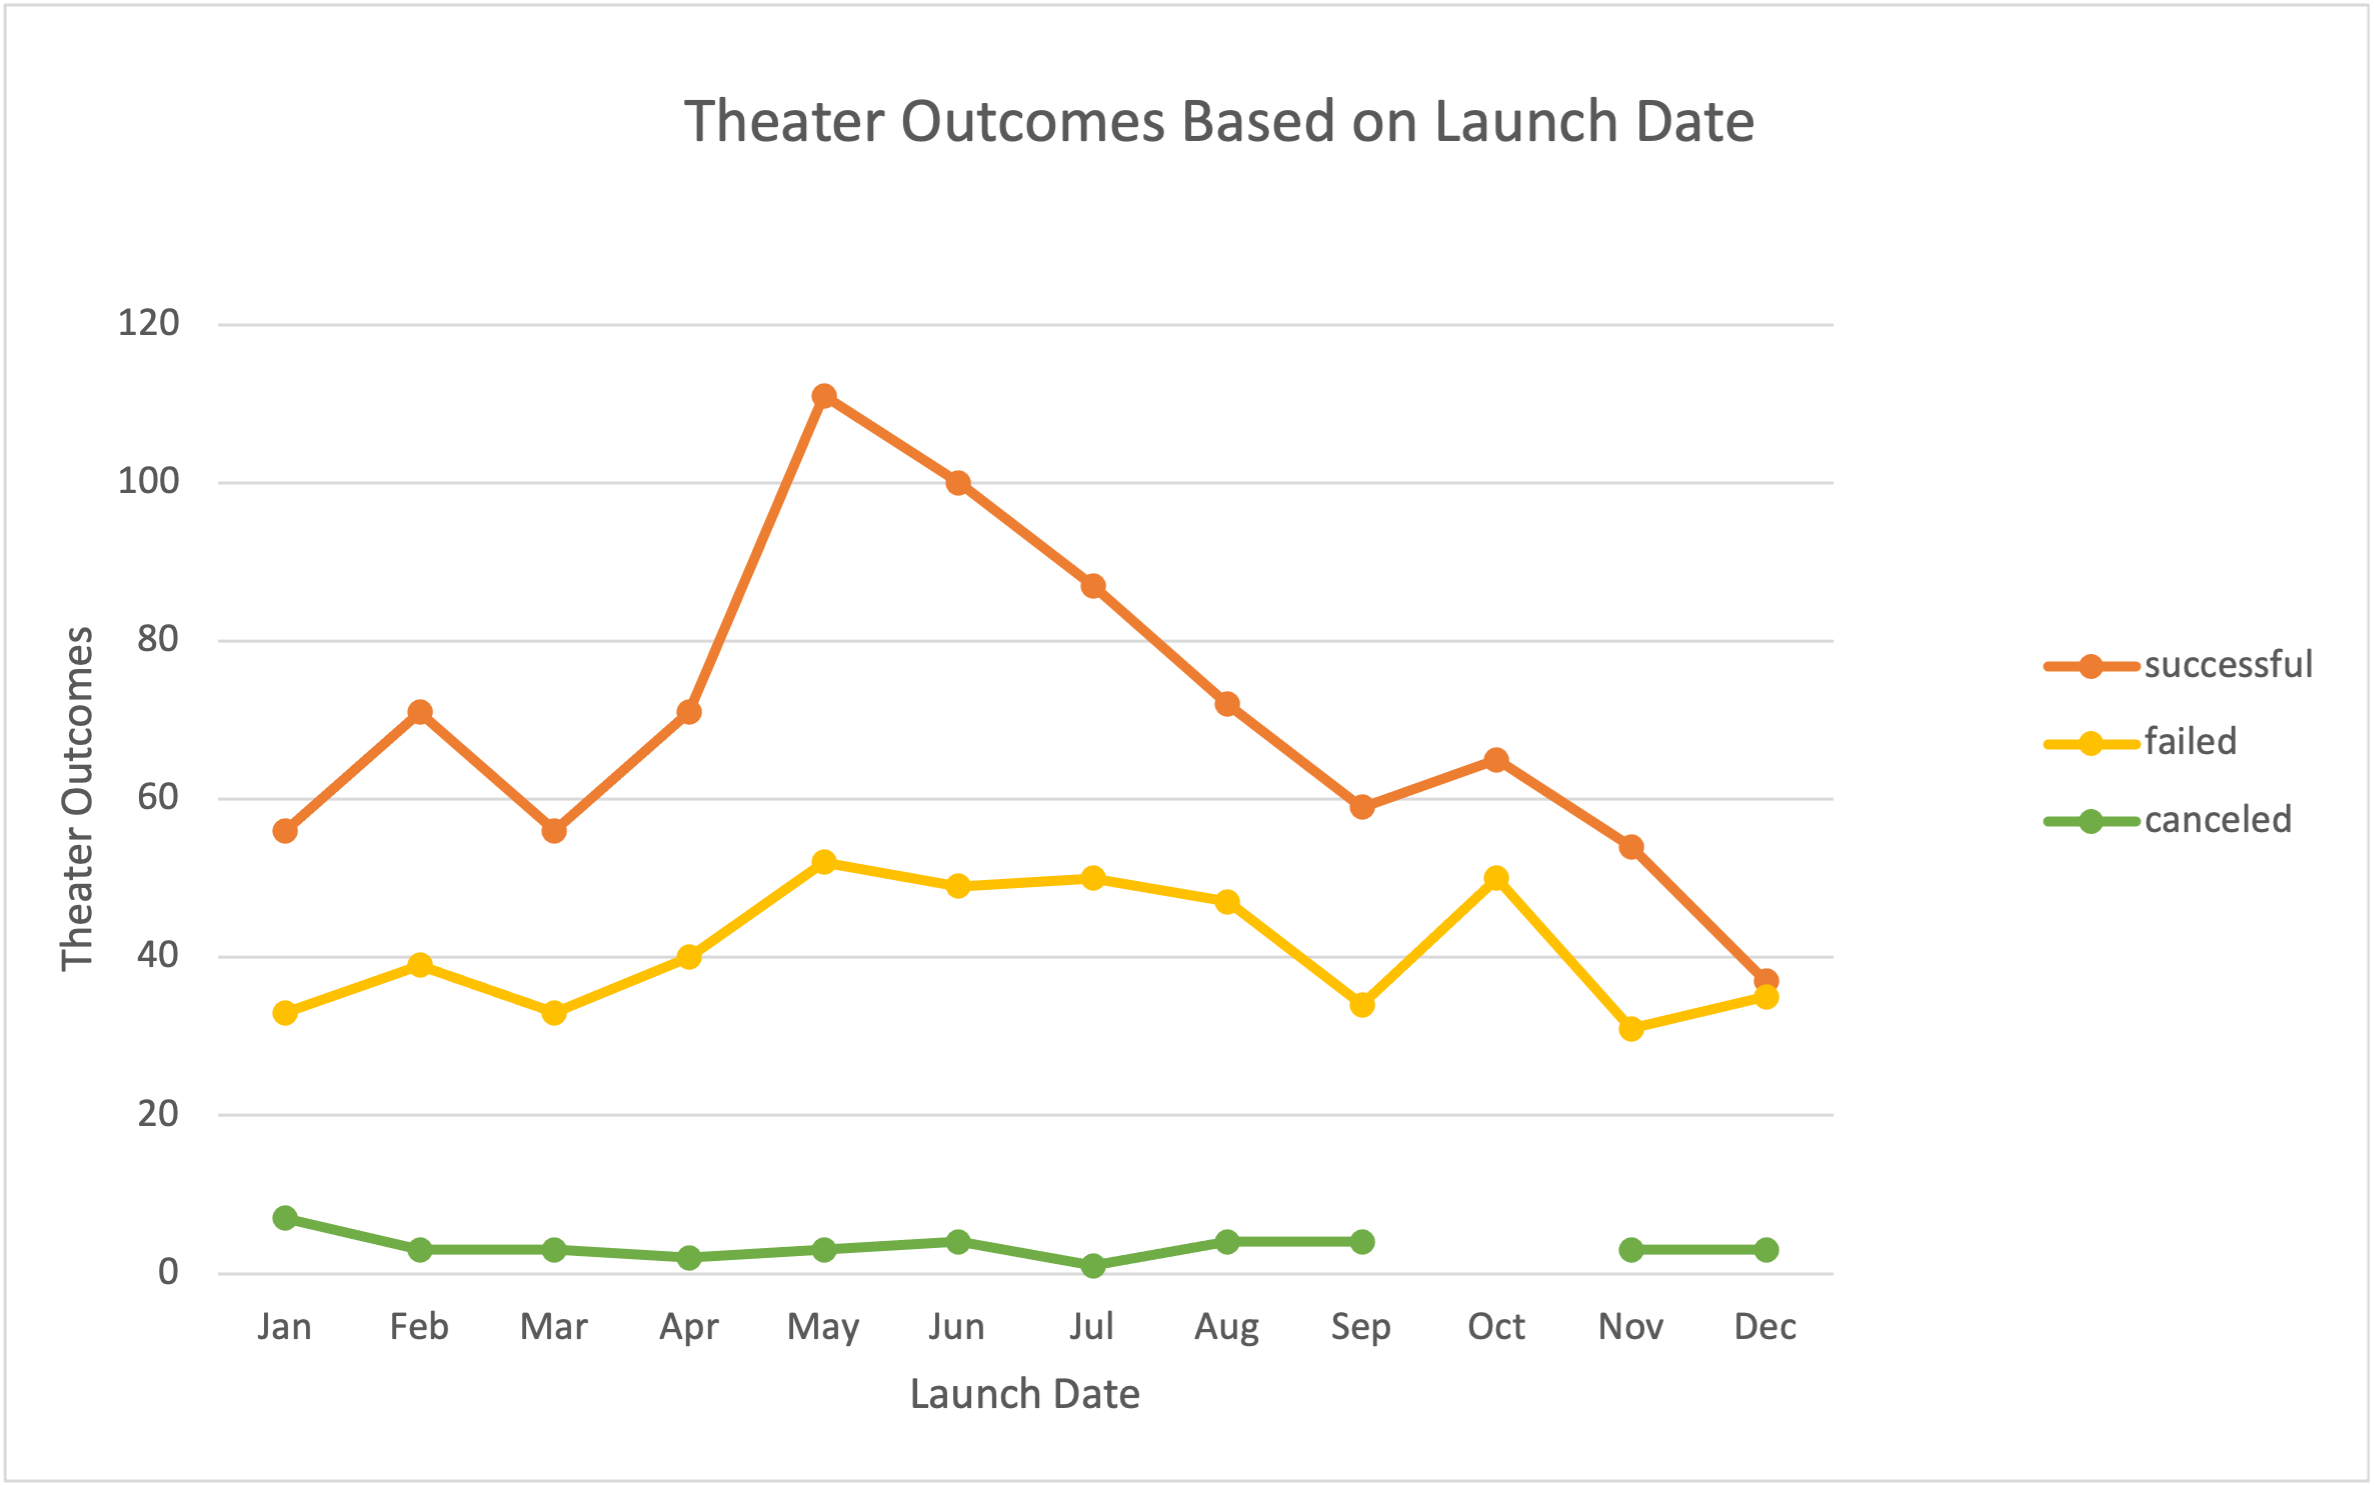 Theater Outcomes Based on Launch Date
120
100
80
60
40
20
0
Theater Outcomes
Jan Feb Mar Apr May Jun Jul Aug Sep Oct Nov Dec
Launch Date
successful
failed
canceled